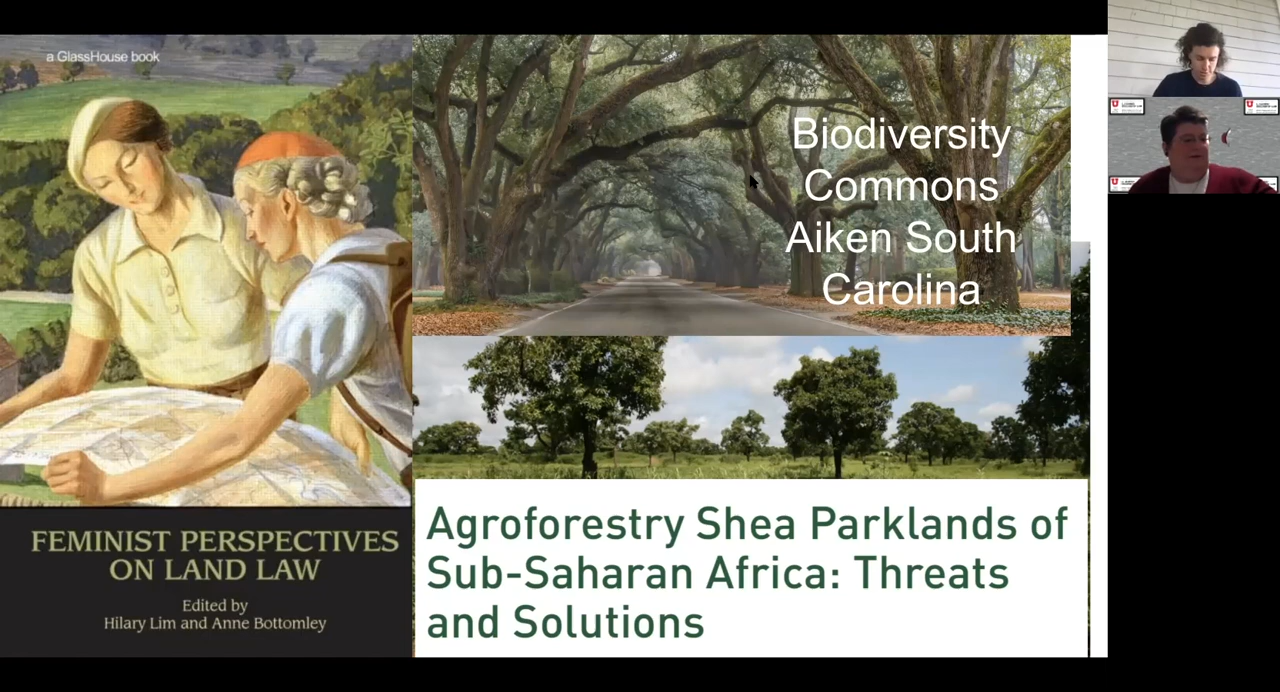 a GlassHouse book
FEMINIST PERSPECTIVES
ON LAND LAW
Edited by
Hilary Lim and Anne Bottomley
Biodiversity
Commons
Aiken South
Carolina
Agroforestry Shea Parklands of
Sub-Saharan Africa: Threats
and Solutions